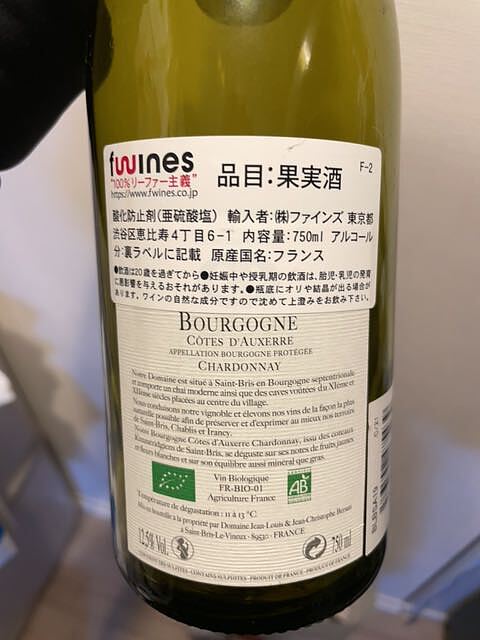 fwines
"100%リーファー主義"
https://www.fwines.co.jp
品目:果実酒
F-2
酸化防止剤(亜硫酸塩) 輸入者:㈱ファインズ 東京都
渋谷区恵比寿4丁目6-1 内容量:750ml アルコール
分:裏ラベルに記載 原産国名:フランス
●飲酒は20歳を過ぎてから●妊娠中や授乳期の飲酒は、胎児・乳児の発育
に悪影響を与えるおそれがあります。●瓶底にオリや結晶が出る場合が
あります。ワインの自然な成分ですので沈めて上澄みをお飲み下さい。
BOURGOGNE
CÔTES D'AUXERRE
APPELLATION BOURGOGNE PROTÉGÉE
CHARDONNAY
Notre Domaine est situé à Saint-Bris en Bourgogne septentrionale
et remporte un chai moderne ainsi que des caves voûtées du XIème et
XIIème siècles placées au centre du village.
Nous conduisons notre vignoble et élevons nos vins de la façon la plus
naturelle possible afin de préserver et d'exprimer au mieux nos terroirs
de Saint-Bris, Chablis et Irancy.
Notre Bourgogne Côtes d'Auxerre Chardonnay, issu des coteaux
Kimméridgiens de Saint-Bris, se déguste sur ses notes de fruits jaunes
et fleurs blanches et sur son équilibre aussi minéral que gras.
Vin Biologique
FR-BIO-01
Agriculture France
AB
Température de dégustation : 11 à 13 °C
Mis en bouteille à la propriété par Domaine Jean-Louis & Jean-Christophe Bersan
à Saint-Bris-Le-Vineux - 89530 - FRANCE
12.5% Vol.
750 ml
CONTIENT DES SULFITES - CONTAINS SULPHITES - PRODUIT DE FRANCE - PRODUCT OF FRANCE